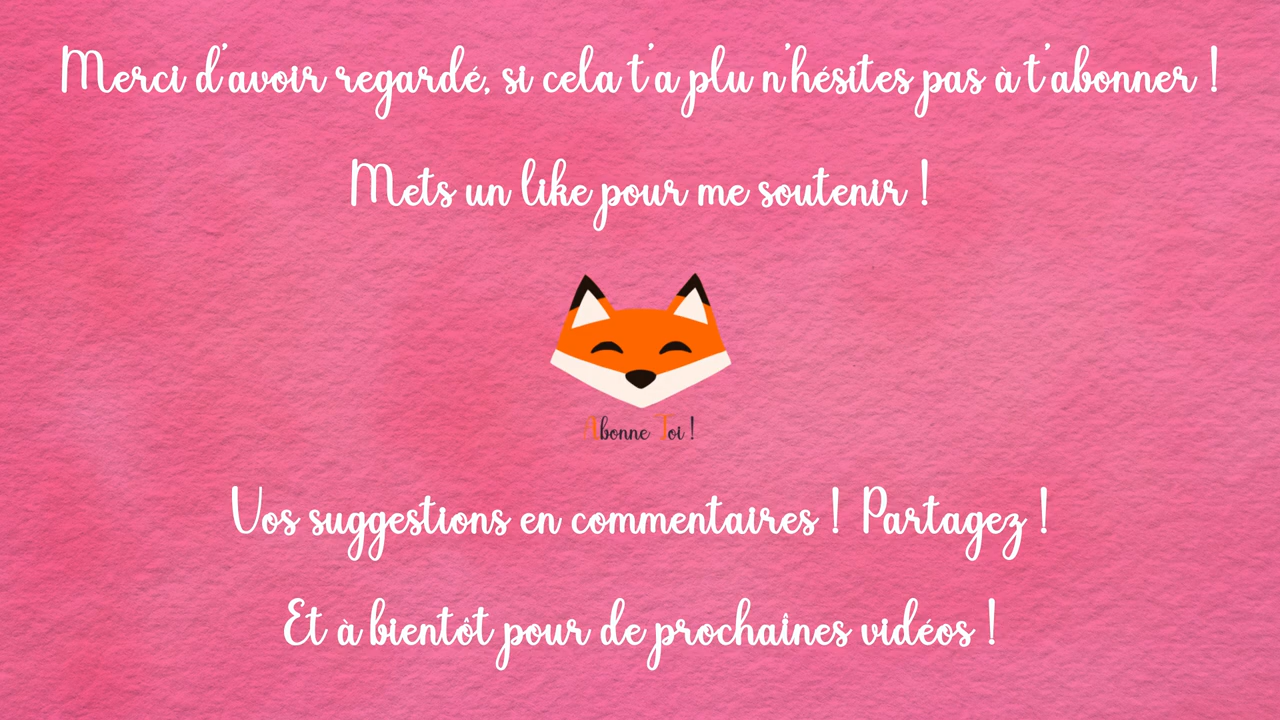 Merci d'avoir regardé, si cela t'a plu n'hésites pas à t'abonner !
Mets un like pour me soutenir !
Abonne Toi !
Vos suggestions en commentaires ! Partagez !
Et à bientôt pour de prochaînes vidéos !